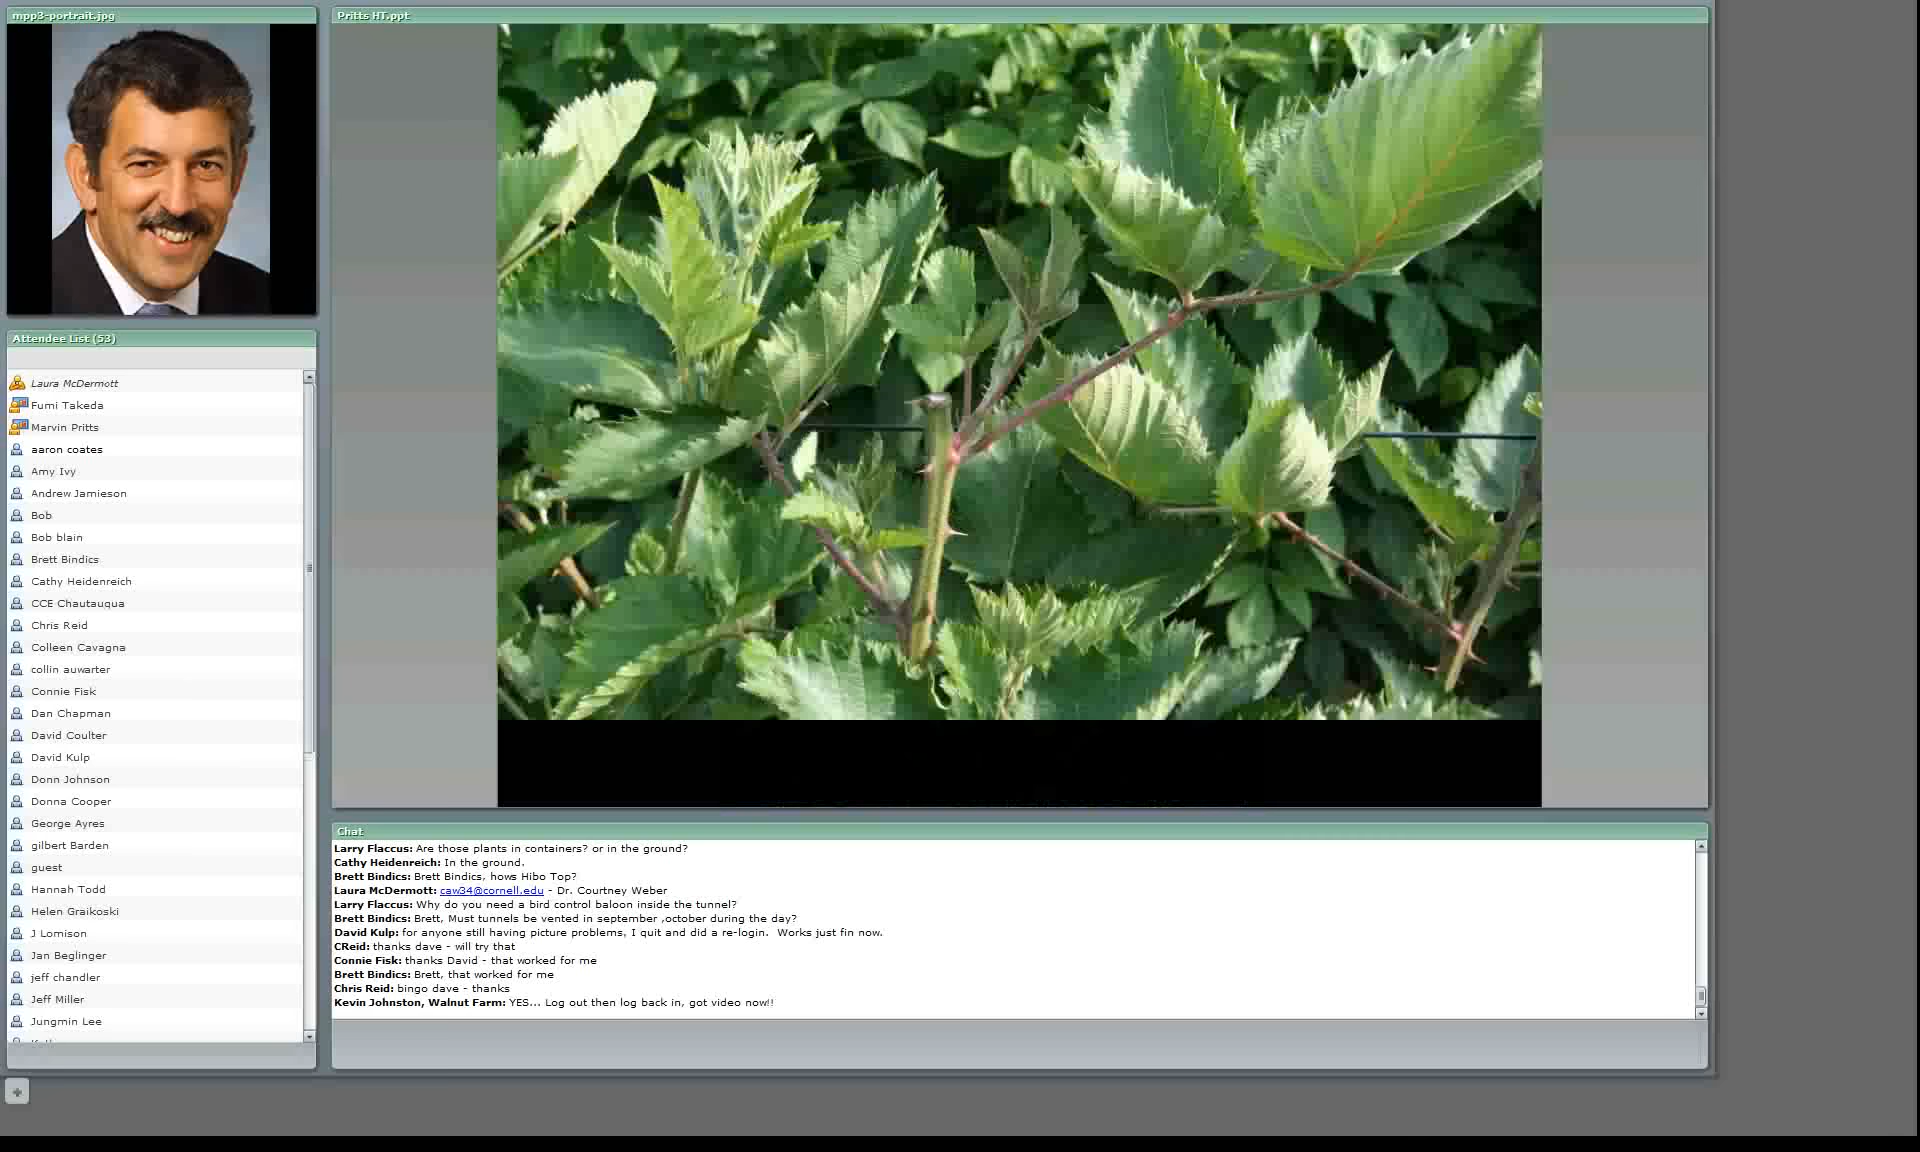 mpp3-portrait.jpg
Pritts HT.ppt
Attendee List (53)
Laura McDermott
Fumi Takeda
Marvin Pritts
aaron coates
Amy Ivy
Andrew Jamieson
Bob
Bob blain
Brett Bindics
Cathy Heidenreich
CCE Chautauqua
Chris Reid
Colleen Cavagna
collin auwarter
Connie Fisk
Dan Chapman
David Coulter
David Kulp
Donn Johnson
Donna Cooper
George Ayres
gilbert Barden
guest
Hannah Todd
Helen Graikoski
J Lomison
Jan Beglinger
jeff chandler
Jeff Miller
Jungmin Lee
Chat
Larry Flaccus: Are those plants in containers? or in the ground?
Cathy Heidenreich: In the ground.
Brett Bindics: Brett Bindics, hows Hibo Top?
Laura McDermott: caw34@cornell.edu - Dr. Courtney Weber
Larry Flaccus: Why do you need a bird control baloon inside the tunnel?
Brett Bindics: Brett, Must tunnels be vented in september ,october during the day?
David Kulp: for anyone still having picture problems, I quit and did a re-login. Works just fin now.
CReid: thanks dave - will try that
Connie Fisk: thanks David - that worked for me
Brett Bindics: Brett, that worked for me
Chris Reid: bingo dave - thanks
Kevin Johnston, Walnut Farm: YES... Log out then log back in, got video now!!